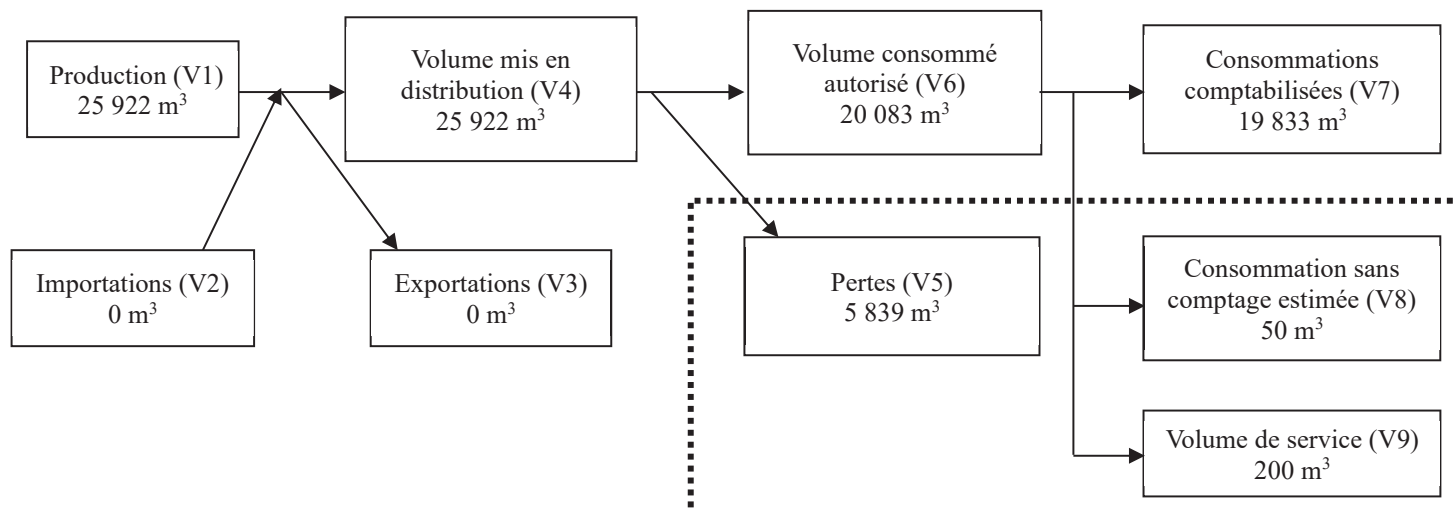 Production (V1)
25 922 m³
Volume mis en
distribution (V4)
25 922 m³
Volume consommé
autorisé (V6)
20 083 m³
Consommations
comptabilisées (V7)
19 833 m³
Importations (V2)
0 m³
Exportations (V3)
0 m³
Pertes (V5)
5 839 m³
Consommation sans
comptage estimée (V8)
50 m³
Volume de service (V9)
200 m³